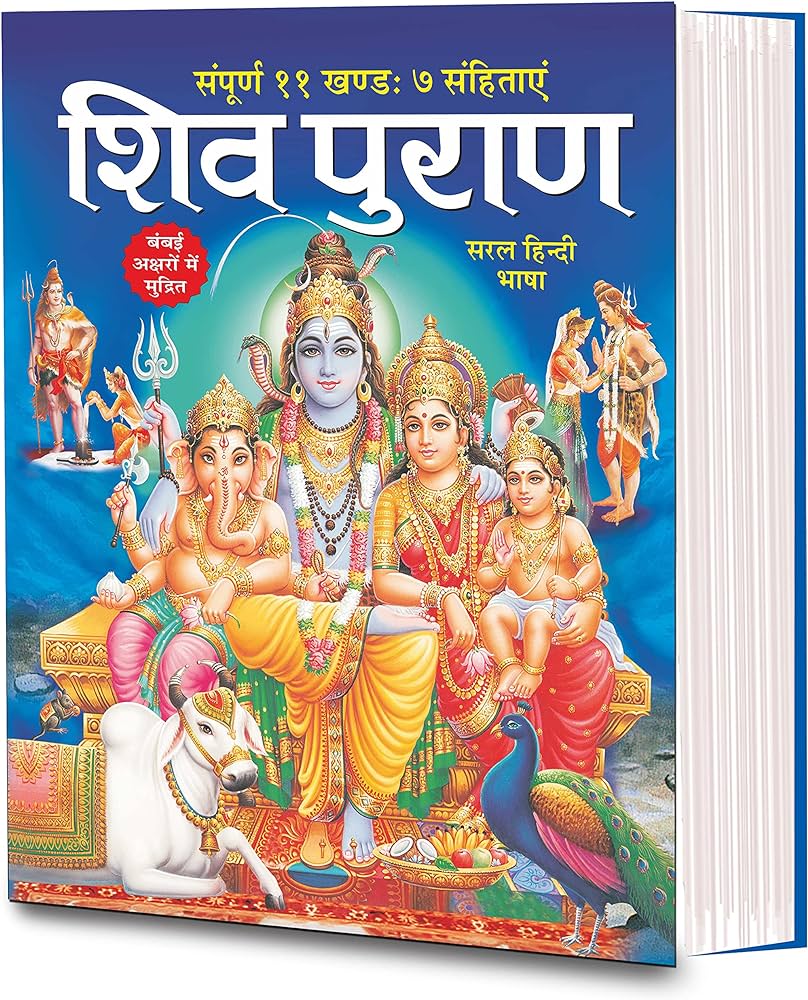 संपूर्ण ११ खण्ड: ७ संहिताएं
शिव पुराण
बंबई
अक्षरों में
मुद्रित
सरल हिन्दी
भाषा